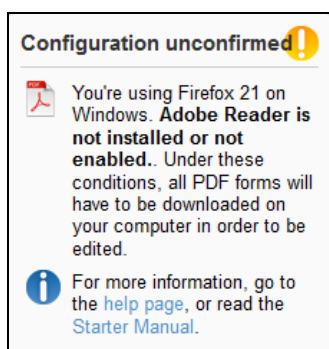 Configuration unconfirmed!
PDF
You're using Firefox 21 on
Windows. Adobe Reader is
not installed or not
enabled.. Under these
conditions, all PDF forms will
have to be downloaded on
your computer in order to be
edited.
i
For more information, go to
the help page, or read the
Starter Manual.